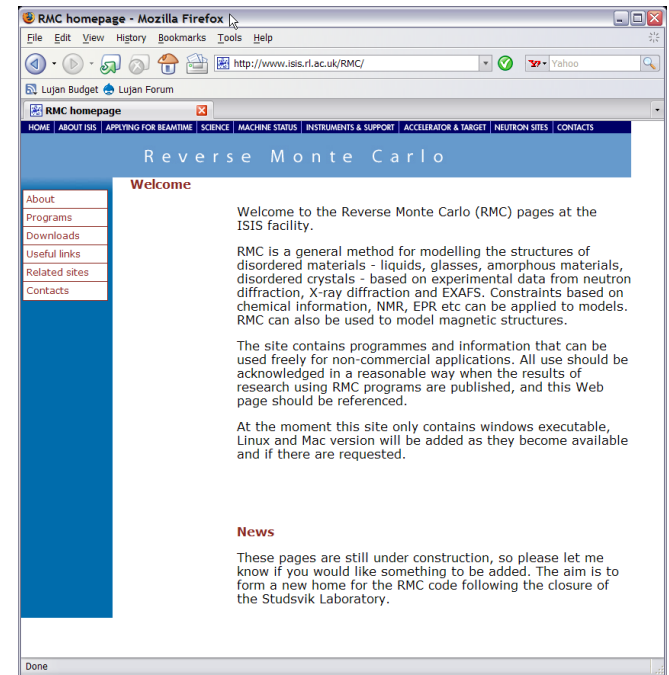 RMC homepage - Mozilla Firefox
File Edit View History Bookmarks Tools Help
http://www.isis.rl.ac.uk/RMC/
Yahoo
Lujan Budget Lujan Forum
RMC homepage
HOME ABOUT ISIS APPLYING FOR BEAMTIME SCIENCE MACHINE STATUS INSTRUMENTS & SUPPORT ACCELERATOR & TARGET NEUTRON SITES CONTACTS
Reverse Monte Carlo
Welcome
About
Programs
Downloads
Useful links
Related sites
Contacts
Welcome to the Reverse Monte Carlo (RMC) pages at the
ISIS facility.
RMC is a general method for modelling the structures of
disordered materials - liquids, glasses, amorphous materials,
disordered crystals - based on experimental data from neutron
diffraction, X-ray diffraction and EXAFS. Constraints based on
chemical information, NMR, EPR etc can be applied to models.
RMC can also be used to model magnetic structures.
The site contains programmes and information that can be
used freely for non-commercial applications. All use should be
acknowledged in a reasonable way when the results of
research using RMC programs are published, and this Web
page should be referenced.
At the moment this site only contains windows executable,
Linux and Mac version will be added as they become available
and if there are requested.
News
These pages are still under construction, so please let me
know if you would like something to be added. The aim is to
form a new home for the RMC code following the closure of
the Studsvik Laboratory.
Done